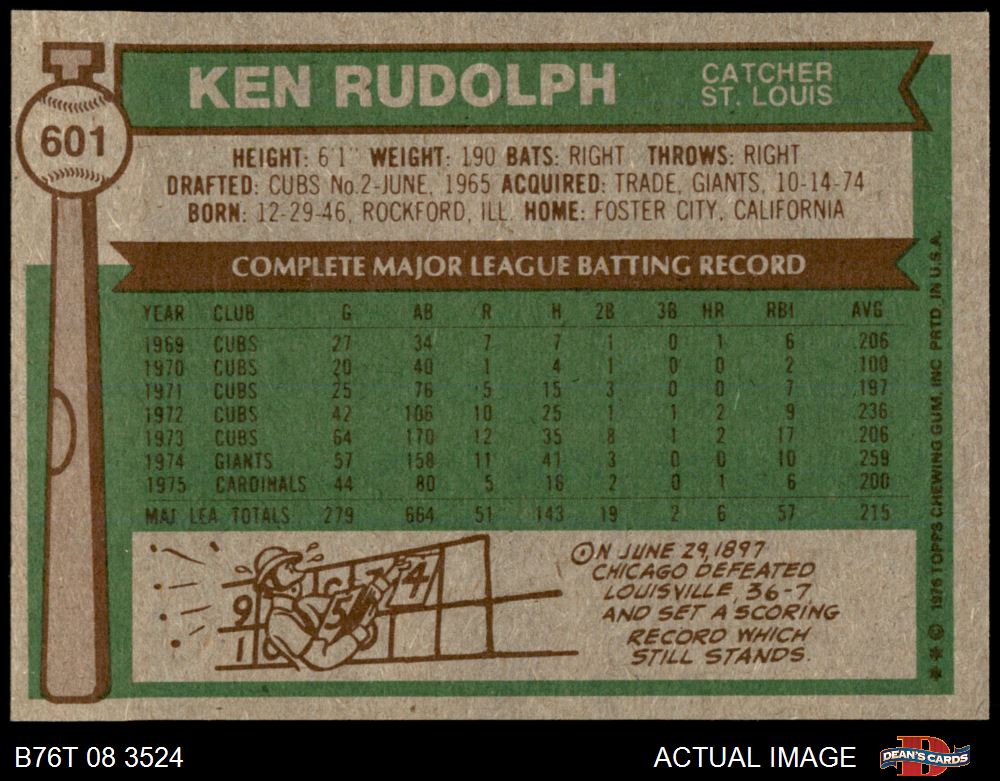 601
KEN RUDOLPH
CATCHER
ST. LOUIS
HEIGHT: 6'1" WEIGHT: 190 BATS: RIGHT THROWS: RIGHT
DRAFTED: CUBS No.2-JUNE, 1965 ACQUIRED: TRADE, GIANTS, 10-14-74
BORN: 12-29-46, ROCKFORD, ILL. HOME: FOSTER CITY, CALIFORNIA
COMPLETE MAJOR LEAGUE BATTING RECORD
YEAR CLUB G AB R H 2B 3B HR RBI AVG
1969 CUBS 27 34 7 7 1 0 1 6 .206
1970 CUBS 20 40 1 4 1 0 0 2 .100
1971 CUBS 25 76 5 15 3 0 0 7 .197
1972 CUBS 42 106 10 25 1 1 2 9 .236
1973 CUBS 64 170 12 35 8 1 2 17 .206
1974 GIANTS 57 158 11 41 3 0 0 10 .259
1975 CARDINALS 44 80 5 16 2 0 1 6 .200
MAJ. LEA. TOTALS 279 664 51 143 19 2 6 57 .215
9
1
5
7
4
ON JUNE 29, 1897
CHICAGO DEFEATED
LOUISVILLE, 36-7,
AND SET A SCORING
RECORD WHICH
STILL STANDS.
** © 1976 TOPPS CHEWING GUM, INC. PRTD. IN U.S.A.
B76T 08 3524
ACTUAL IMAGE
D
DEAN'S CARDS